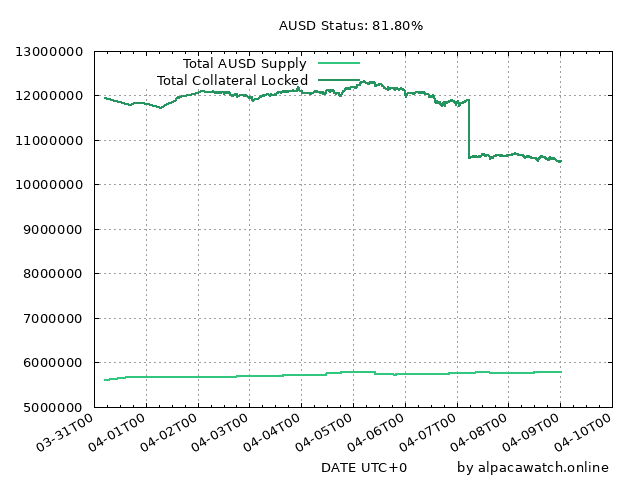 AUSD Status: 81.80%
13000000
12000000
11000000
10000000
9000000
8000000
7000000
6000000
5000000
Total AUSD Supply
Total Collateral Locked
03-31T00
04-01T00
04-02T00
04-03T00
04-04T00
04-05T00
04-06T00
04-07T00
04-08T00
04-09T00
04-10T00
DATE UTC+0
by alpacawatch.online